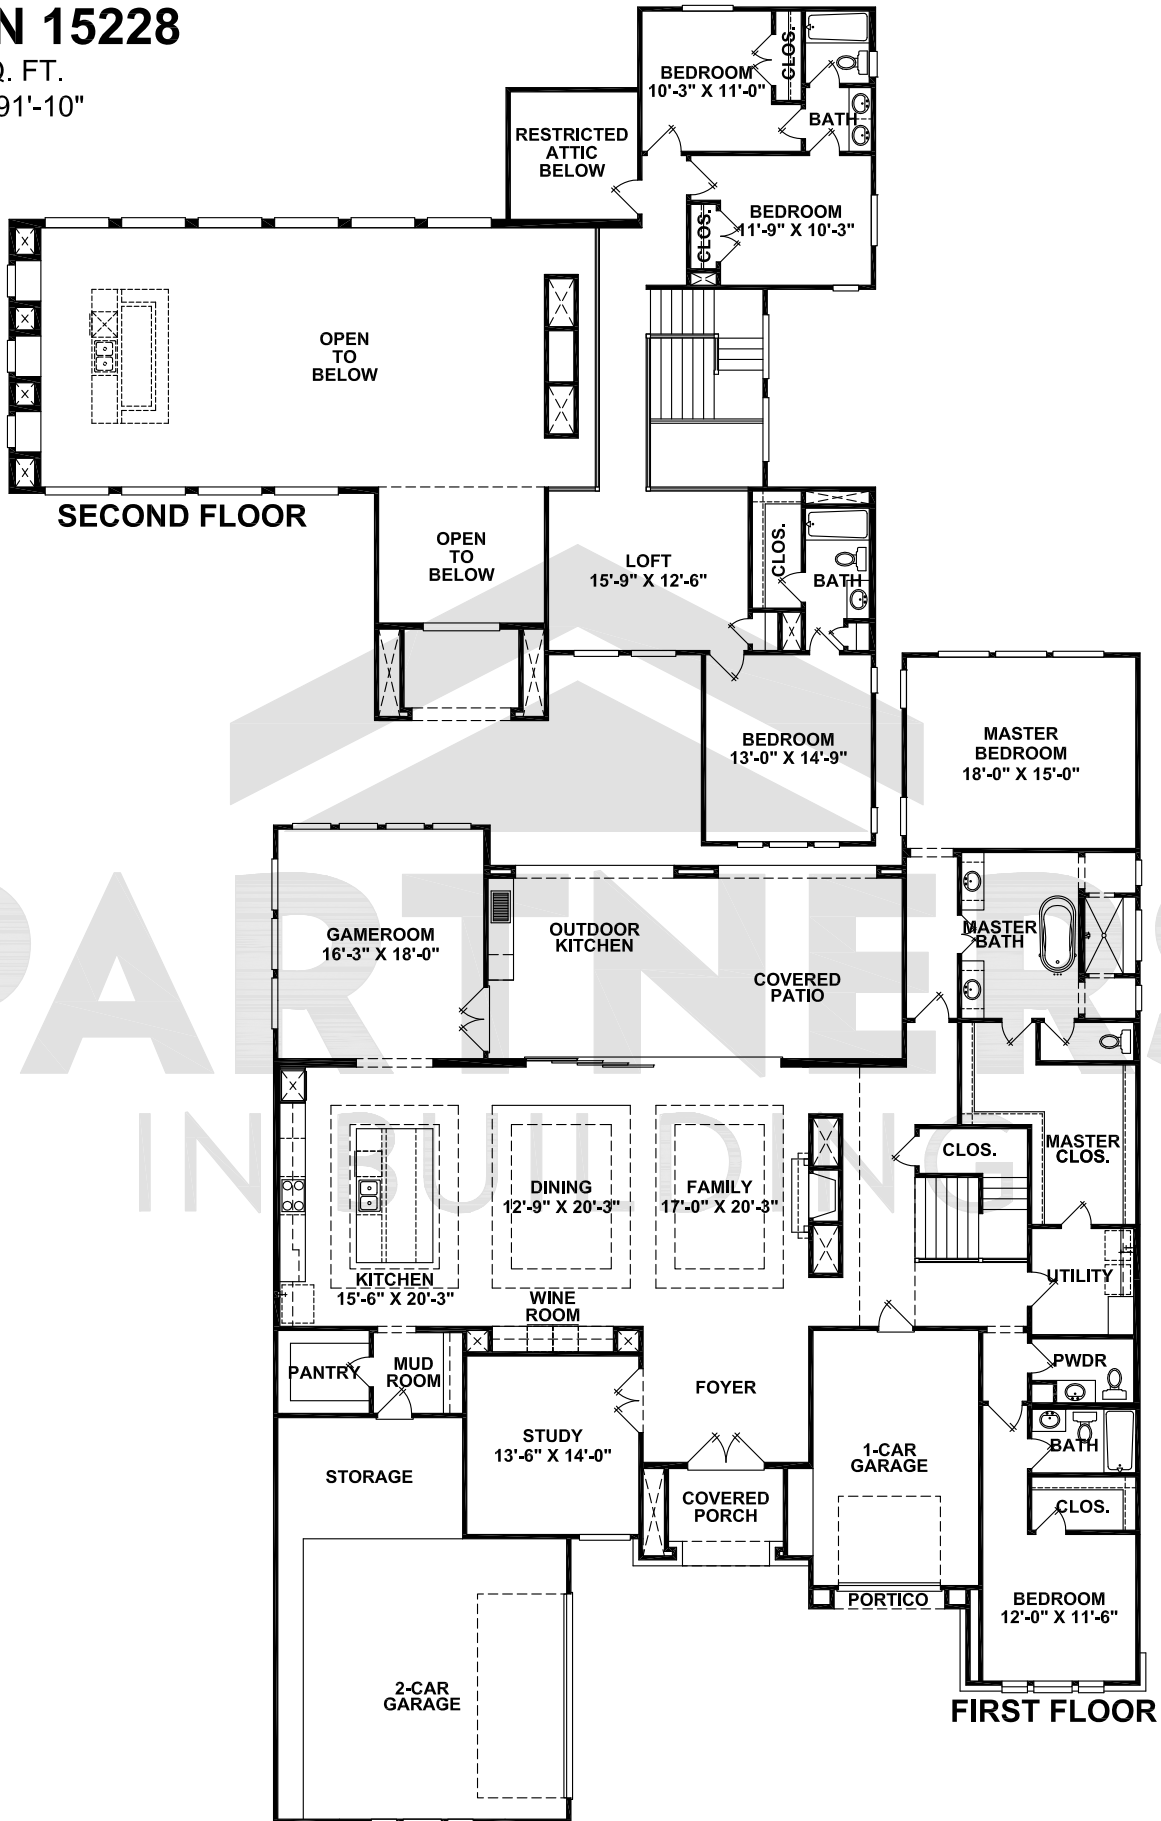 N 15228
. FT.
91'-10"
BEDROOM
10'-3" X 11'-0"
CLOS.
BATH
RESTRICTED
ATTIC
BELOW
BEDROOM
11'-9" X 10'-3"
CLOS.
OPEN
TO
BELOW
SECOND FLOOR
OPEN
TO
BELOW
LOFT
15'-9" X 12'-6"
CLOS.
BATH
BEDROOM
13'-0" X 14'-9"
MASTER
BEDROOM
18'-0" X 15'-0"
GAMEROOM
16'-3" X 18'-0"
OUTDOOR
KITCHEN
COVERED
PATIO
MASTER
BATH
PARTNERS
IN BUILDING
CLOS.
MASTER
CLOS.
DINING
12'-9" X 20'-3"
FAMILY
17'-0" X 20'-3"
KITCHEN
15'-6" X 20'-3"
WINE
ROOM
UTILITY
PANTRY
MUD
ROOM
FOYER
PWDR
STUDY
13'-6" X 14'-0"
1-CAR
GARAGE
BATH
STORAGE
COVERED
PORCH
CLOS.
PORTICO
BEDROOM
12'-0" X 11'-6"
2-CAR
GARAGE
FIRST FLOOR